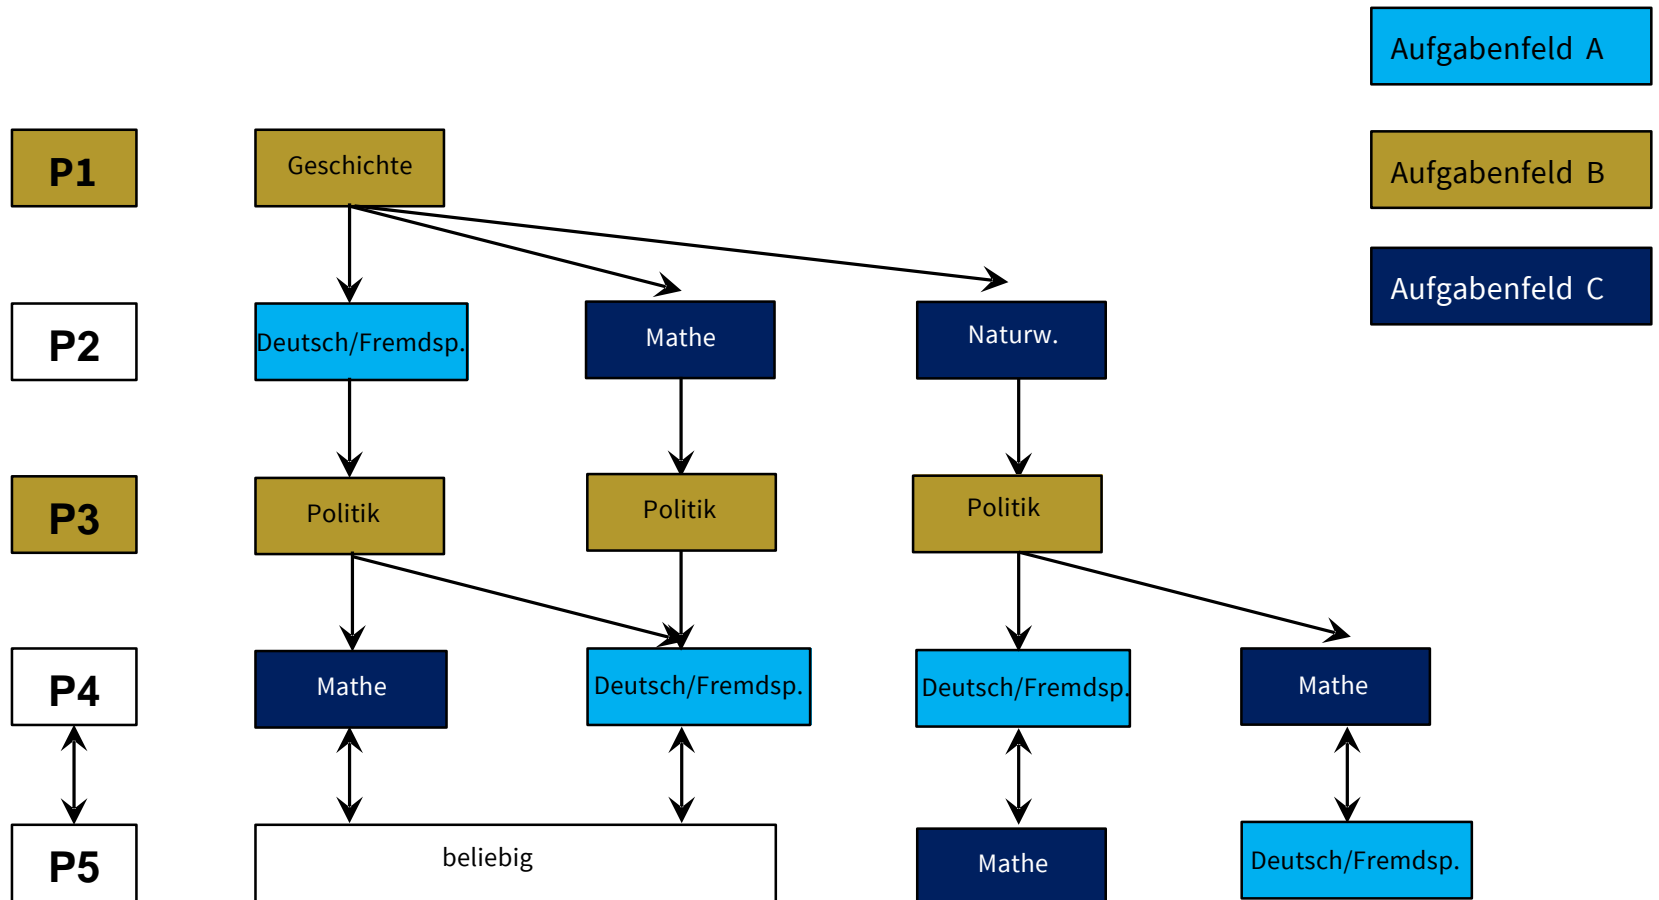 Aufgabenfeld A
P1
Geschichte
Aufgabenfeld B
Aufgabenfeld C
P2
Deutsch/Fremdsp.
Mathe
Naturw.
P3
Politik
Politik
Politik
P4
Mathe
Deutsch/Fremdsp.
Deutsch/Fremdsp.
Mathe
P5
beliebig
Mathe
Deutsch/Fremdsp.